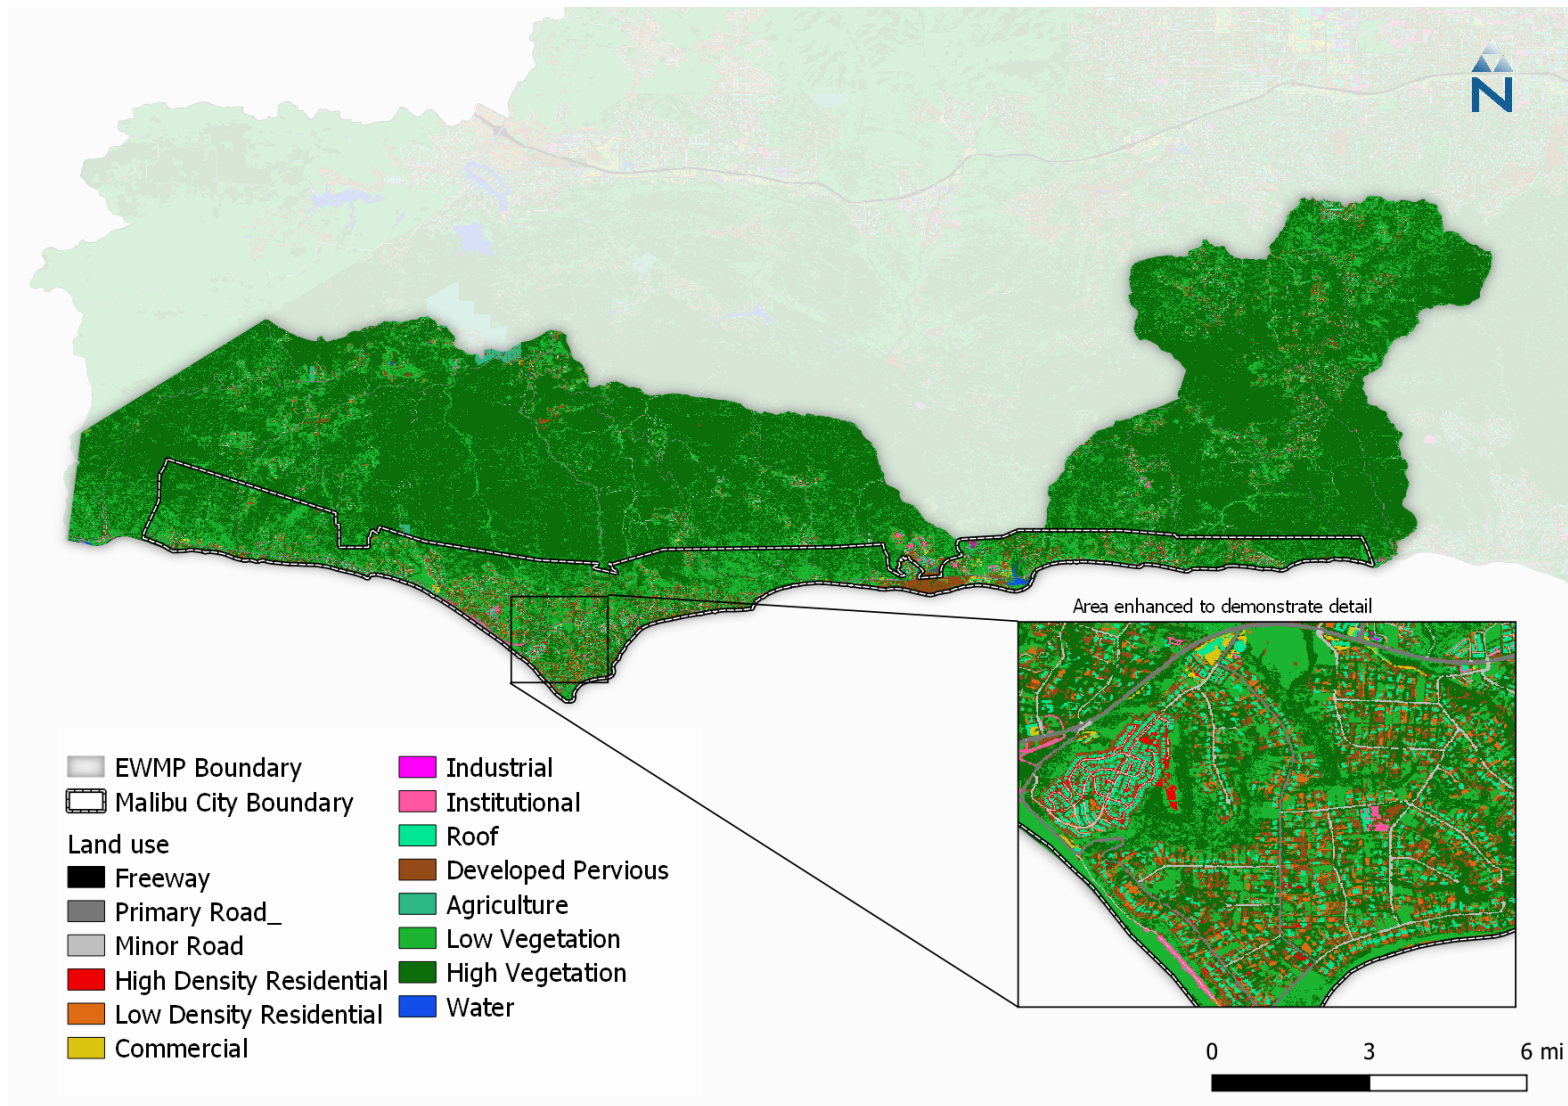 N
Area enhanced to demonstrate detail
EWMP Boundary
Malibu City Boundary
Land use
Freeway
Primary Road_
Minor Road
High Density Residential
Low Density Residential
Commercial
Industrial
Institutional
Roof
Developed Pervious
Agriculture
Low Vegetation
High Vegetation
Water
0 3 6 mi